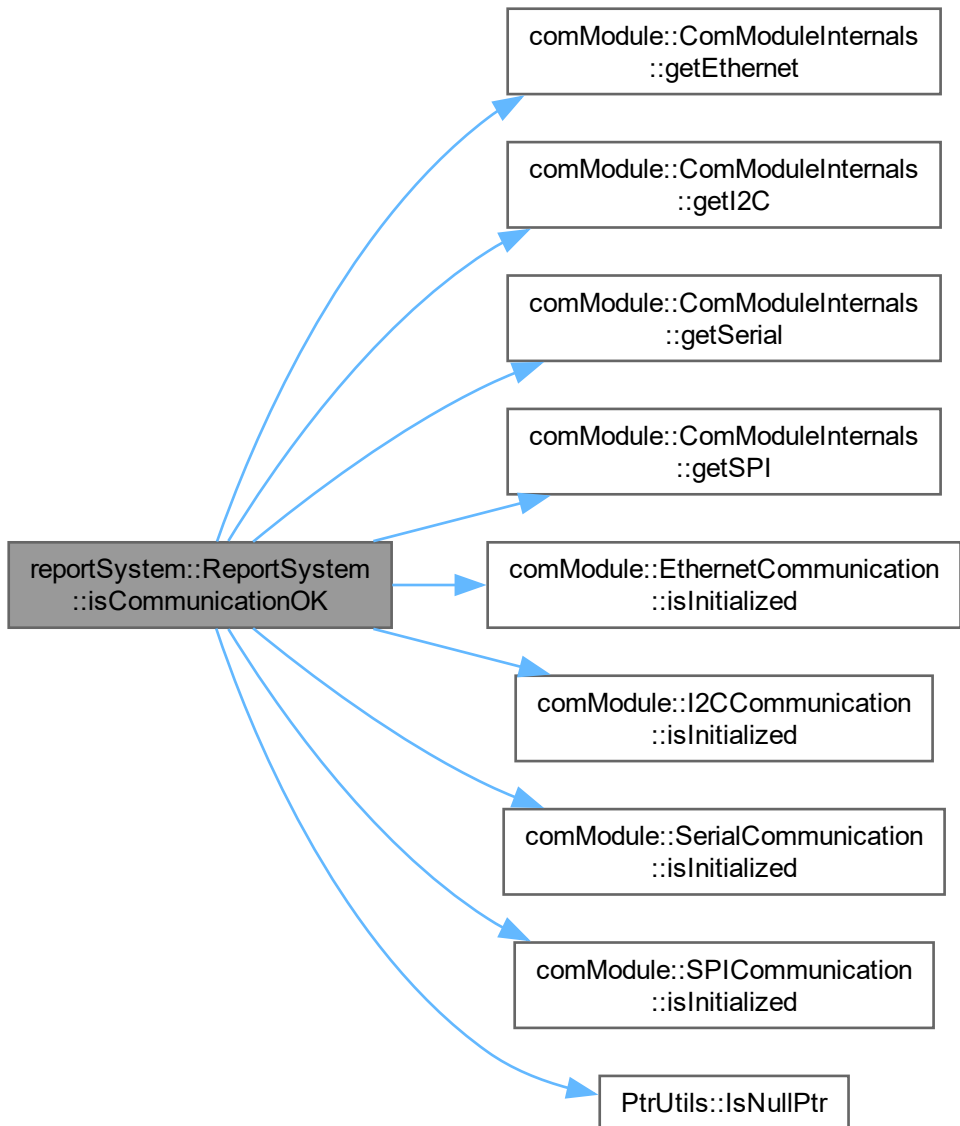 comModule::ComModuleInternals
::getEthernet
comModule::ComModuleInternals
::getI2C
comModule::ComModuleInternals
::getSerial
comModule::ComModuleInternals
::getSPI
reportSystem::ReportSystem
::isCommunicationOK
comModule::EthernetCommunication
::isInitialized
comModule::I2CCommunication
::isInitialized
comModule::SerialCommunication
::isInitialized
comModule::SPICommunication
::isInitialized
PtrUtils::IsNullPtr